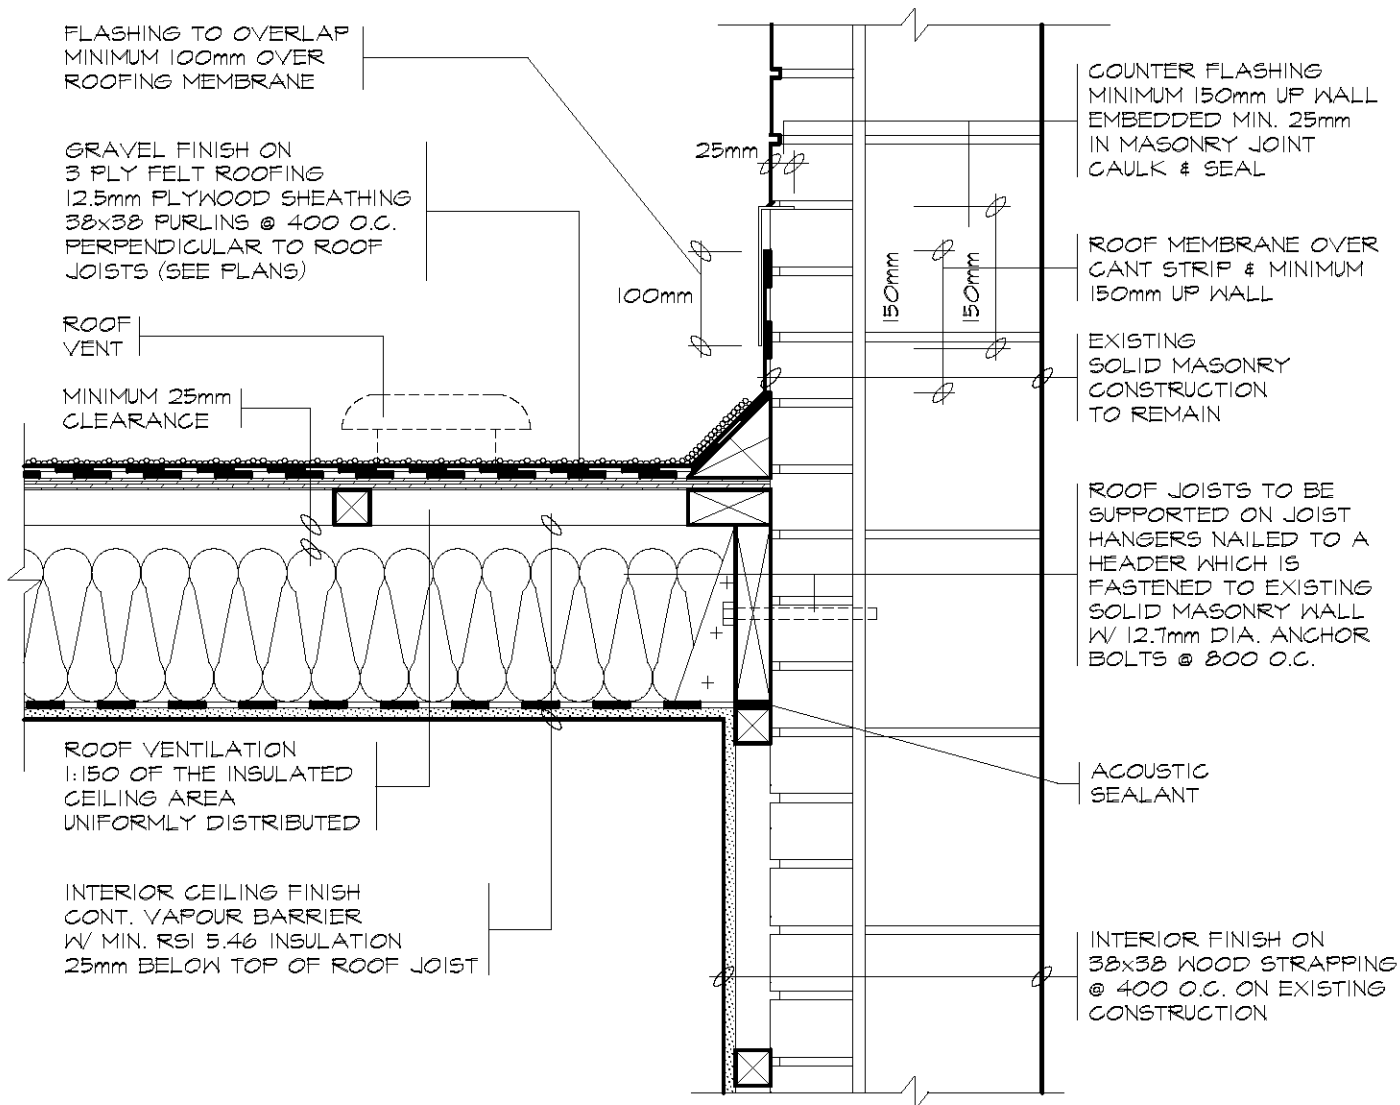 FLASHING TO OVERLAP
MINIMUM 100mm OVER
ROOFING MEMBRANE
GRAVEL FINISH ON
3 PLY FELT ROOFING
12.5mm PLYWOOD SHEATHING
38x38 PURLINS @ 400 O.C.
PERPENDICULAR TO ROOF
JOISTS (SEE PLANS)
ROOF
VENT
MINIMUM 25mm
CLEARANCE
25mm
100mm
150mm
150mm
COUNTER FLASHING
MINIMUM 150mm UP WALL
EMBEDDED MIN. 25mm
IN MASONRY JOINT
CAULK & SEAL
ROOF MEMBRANE OVER
CANT STRIP & MINIMUM
150mm UP WALL
EXISTING
SOLID MASONRY
CONSTRUCTION
TO REMAIN
ROOF JOISTS TO BE
SUPPORTED ON JOIST
HANGERS NAILED TO A
HEADER WHICH IS
FASTENED TO EXISTING
SOLID MASONRY WALL
W/ 12.7mm DIA. ANCHOR
BOLTS @ 800 O.C.
ROOF VENTILATION
1:150 OF THE INSULATED
CEILING AREA
UNIFORMLY DISTRIBUTED
ACOUSTIC
SEALANT
INTERIOR CEILING FINISH
CONT. VAPOUR BARRIER
W/ MIN. RSI 5.46 INSULATION
25mm BELOW TOP OF ROOF JOIST
INTERIOR FINISH ON
38x38 WOOD STRAPPING
@ 400 O.C. ON EXISTING
CONSTRUCTION